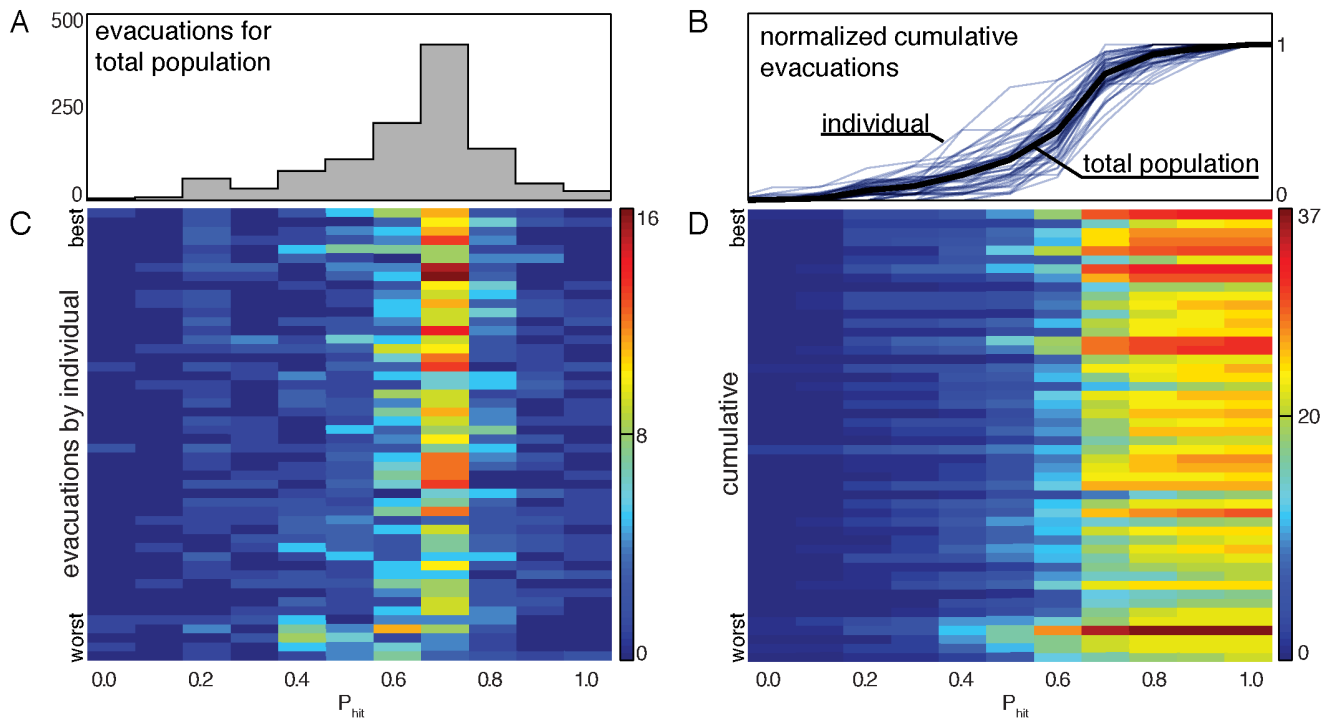 A
500
250
0
evacuations for
total population
B
normalized cumulative
evacuations
individual
total population
1
0
C
best
evacuations by individual
worst
16
8
0
0.0 0.2 0.4 0.6 0.8 1.0
P hit
D
best
cumulative
worst
37
20
0
0.0 0.2 0.4 0.6 0.8 1.0
P hit